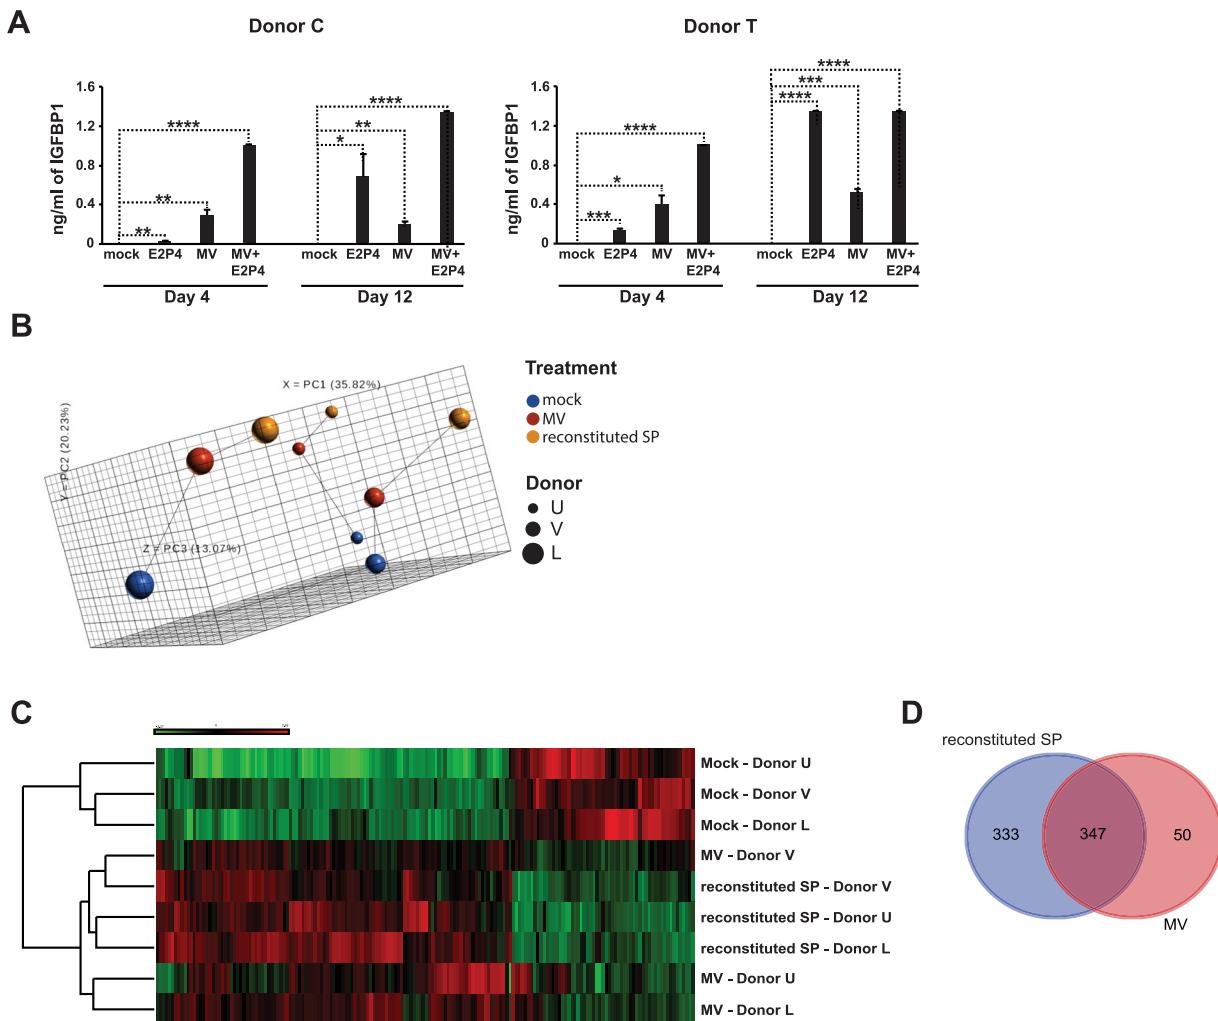 A
Donor C
Donor T
ng/ml of IGFBP1
1.6
1.2
0.8
0.4
0
****
**
**
****
**
*
mock E2P4 MV MV+ E2P4
mock E2P4 MV MV+ E2P4
Day 4
Day 12
ng/ml of IGFBP1
1.6
1.2
0.8
0.4
0
****
*
***
****
***
****
mock E2P4 MV MV+ E2P4
mock E2P4 MV MV+ E2P4
Day 4
Day 12
B
X = PC1 (35.82%)
Y = PC2 (20.23%)
Z = PC3 (13.07%)
Treatment
mock
MV
reconstituted SP
Donor
U
V
L
C
Mock - Donor U
Mock - Donor V
Mock - Donor L
MV - Donor V
reconstituted SP - Donor V
reconstituted SP - Donor U
reconstituted SP - Donor L
MV - Donor U
MV - Donor L
D
reconstituted SP
333
347
50
MV